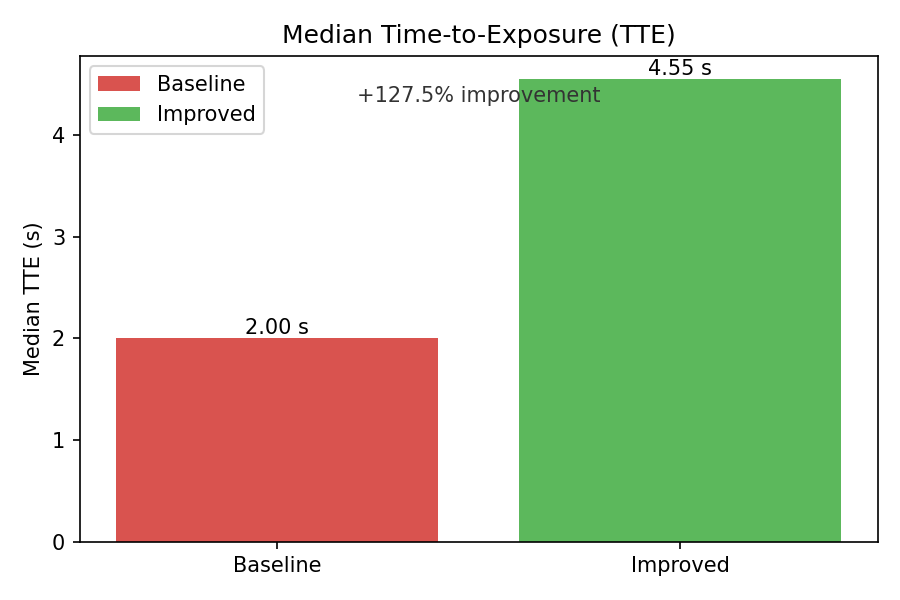 Median Time-to-Exposure (TTE)
Baseline
Improved
+127.5% improvement
4.55 s
2.00 s
Median TTE (s)
4
3
2
1
0
Baseline
Improved